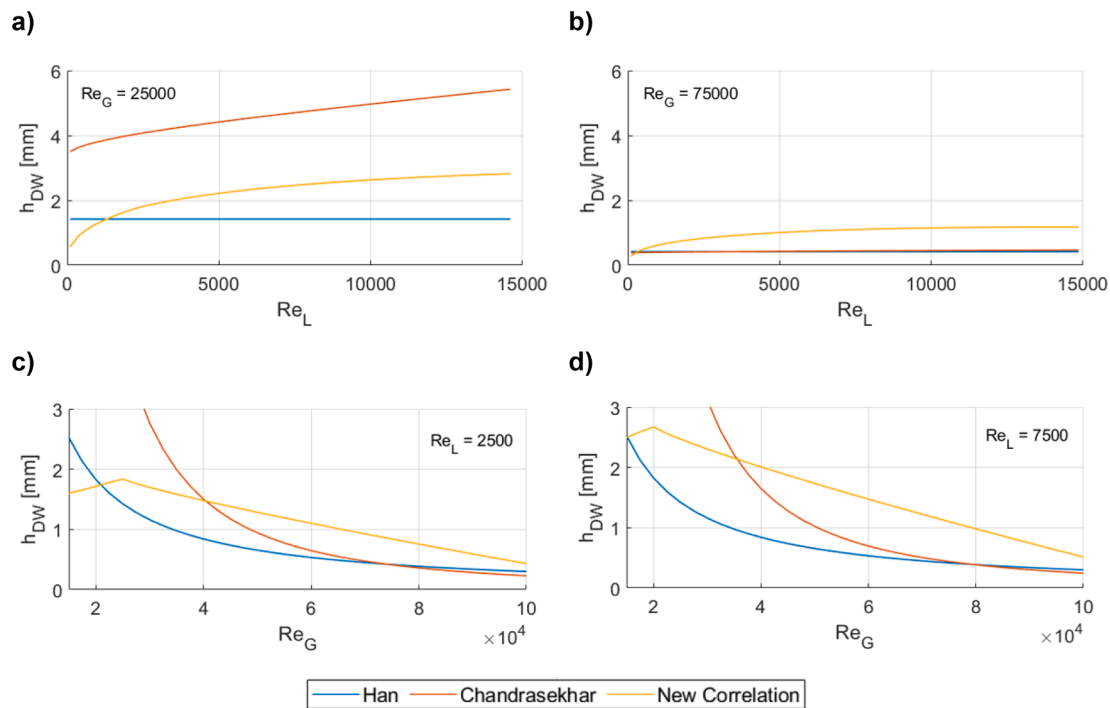 a)
6
4
2
0
h_DW [mm]
Re_G = 25000
0
5000
10000
15000
Re_L
b)
6
4
2
0
h_DW [mm]
Re_G = 75000
0
5000
10000
15000
Re_L
c)
3
2
1
0
h_DW [mm]
Re_L = 2500
2
4
6
8
10
×10^4
Re_G
d)
3
2
1
0
h_DW [mm]
Re_L = 7500
2
4
6
8
10
×10^4
Re_G
Han Chandrasekhar New Correlation